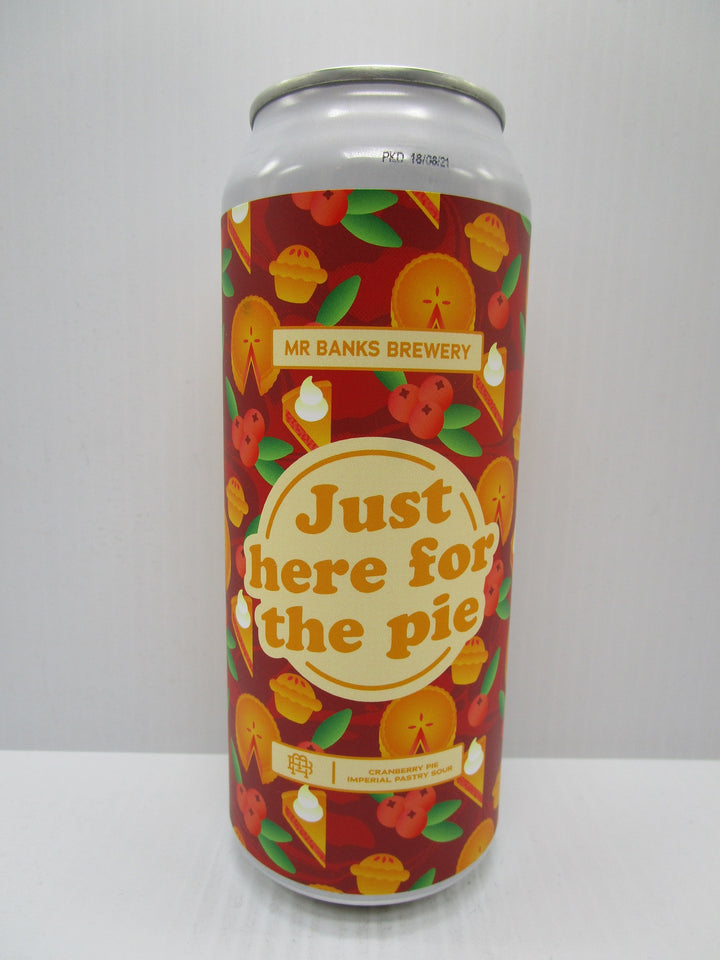 PKD 18/08/21
MR BANKS BREWERY
Just
here for
the pie
CRANBERRY PIE
IMPERIAL PASTRY SOUR